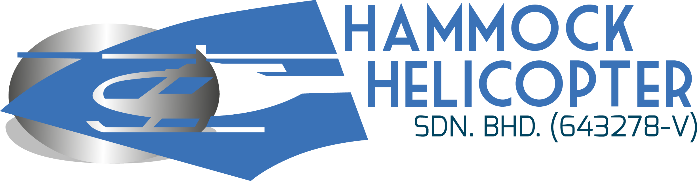 HAMMOCK
HELICOPTER
SDN. BHD. (643278-V)